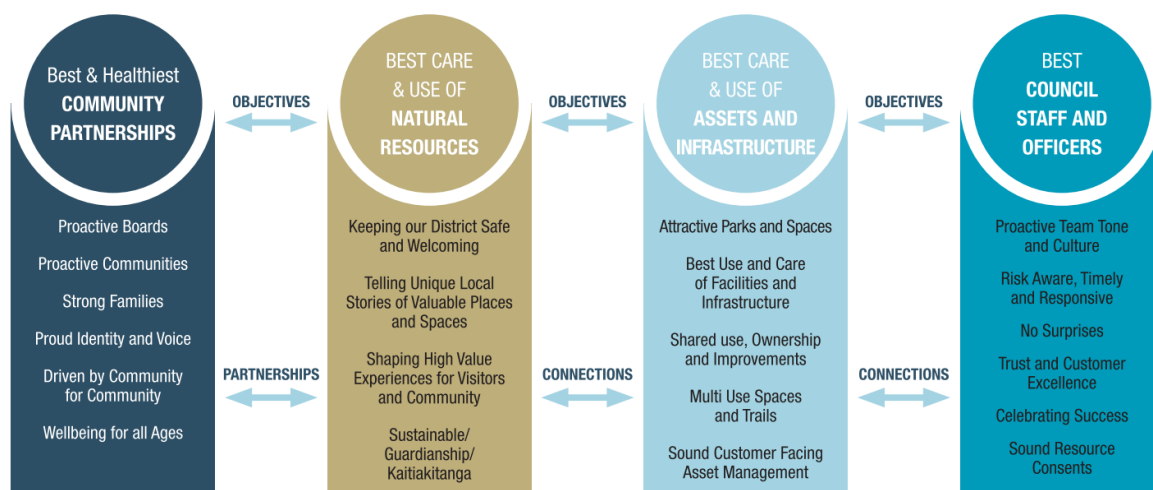 Best & Healthiest
COMMUNITY
PARTNERSHIPS
Proactive Boards
Proactive Communities
Strong Families
Proud Identity and Voice
Driven by Community
for Community
Wellbeing for all Ages
OBJECTIVES
PARTNERSHIPS
BEST CARE
& USE OF
NATURAL
RESOURCES
Keeping our District Safe
and Welcoming
Telling Unique Local
Stories of Valuable Places
and Spaces
Shaping High Value
Experiences for Visitors
and Community
Sustainable/
Guardianship/
Kaitiakitanga
OBJECTIVES
CONNECTIONS
BEST CARE
& USE OF
ASSETS AND
INFRASTRUCTURE
Attractive Parks and Spaces
Best Use and Care
of Facilities and
Infrastructure
Shared use, Ownership
and Improvements
Multi Use Spaces
and Trails
Sound Customer Facing
Asset Management
OBJECTIVES
CONNECTIONS
BEST
COUNCIL
STAFF AND
OFFICERS
Proactive Team Tone
and Culture
Risk Aware, Timely
and Responsive
No Surprises
Trust and Customer
Excellence
Celebrating Success
Sound Resource
Consents